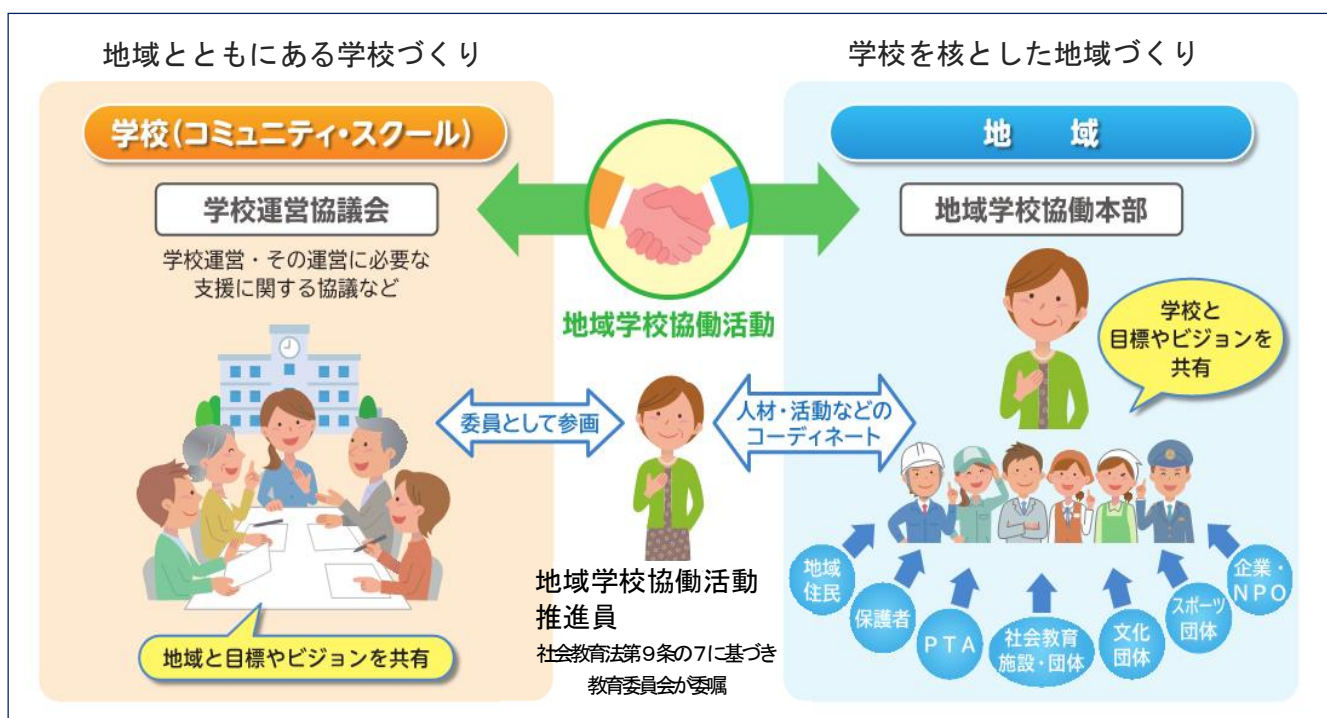 地域とともにある学校づくり
学校を核とした地域づくり
学校(コミュニティ・スクール)
学校運営協議会
学校運営・その運営に必要な
支援に関する協議など
地域と目標やビジョンを共有
地域学校協働活動
委員として参画
人材・活動などの
コーディネート
地域学校協働活動
推進員
社会教育法第9条の7に基づき
教育委員会が委嘱
地 域
地域学校協働本部
学校と
目標やビジョンを
共有
地域
住民
保護者
PTA
社会教育
施設・団体
文化
団体
スポーツ
団体
企業・
NPO